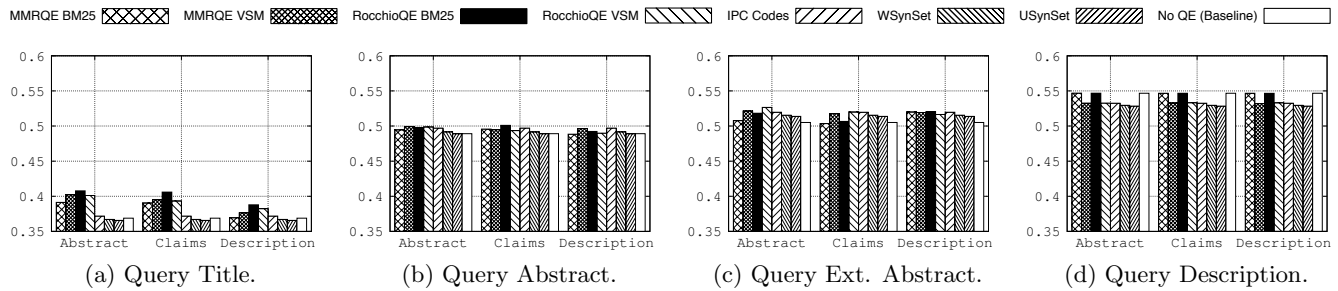 MMRQE BM25 MMRQE VSM RocchioQE BM25 RocchioQE VSM IPC Codes WSynSet USynSet No QE (Baseline)
0.6 0.6 0.6 0.6
0.55 0.55 0.55 0.55
0.5 0.5 0.5 0.5
0.45 0.45 0.45 0.45
0.4 0.4 0.4 0.4
0.35 0.35 0.35 0.35
Abstract Claims Description Abstract Claims Description Abstract Claims Description Abstract Claims Description
(a) Query Title. (b) Query Abstract. (c) Query Ext. Abstract. (d) Query Description.